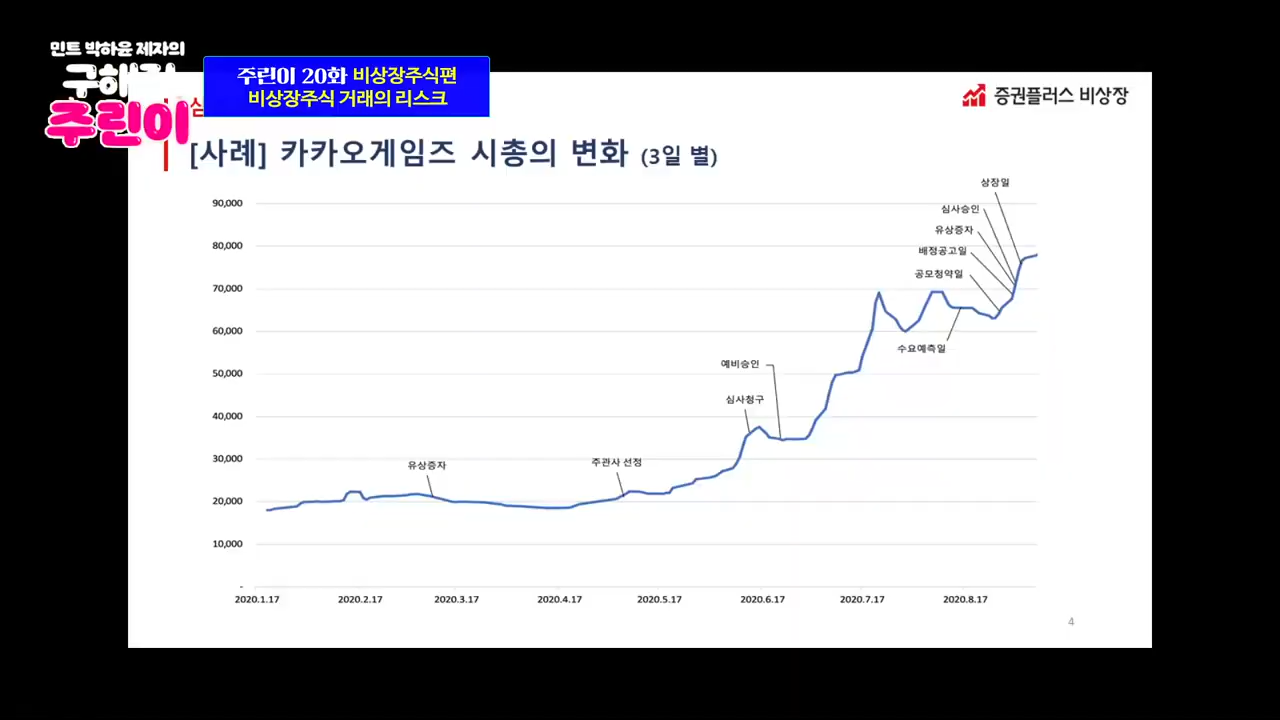 민트 박하윤 제자의
주린이
주린이 20화 비상장주식편
비상장주식 거래의 리스크
증권플러스 비상장
[사례] 카카오게임즈 시총의 변화 (3일 별)
90,000
80,000
70,000
60,000
50,000
40,000
30,000
20,000
10,000
-
상장일
심사승인
유상증자
배정공고일
공모청약일
수요예측일
예비승인
심사청구
주관사 선정
유상증자
2020.1.17
2020.2.17
2020.3.17
2020.4.17
2020.5.17
2020.6.17
2020.7.17
2020.8.17
4